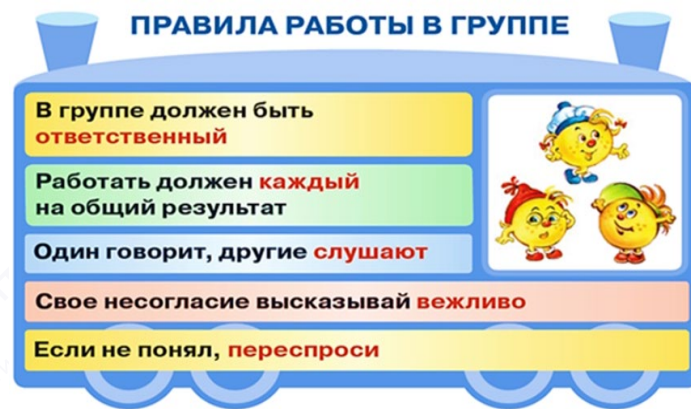 ПРАВИЛА РАБОТЫ В ГРУППЕ
В группе должен быть
ответственный
Работать должен каждый
на общий результат
Один говорит, другие слушают
Свое несогласие высказывай вежливо
Если не понял, переспроси